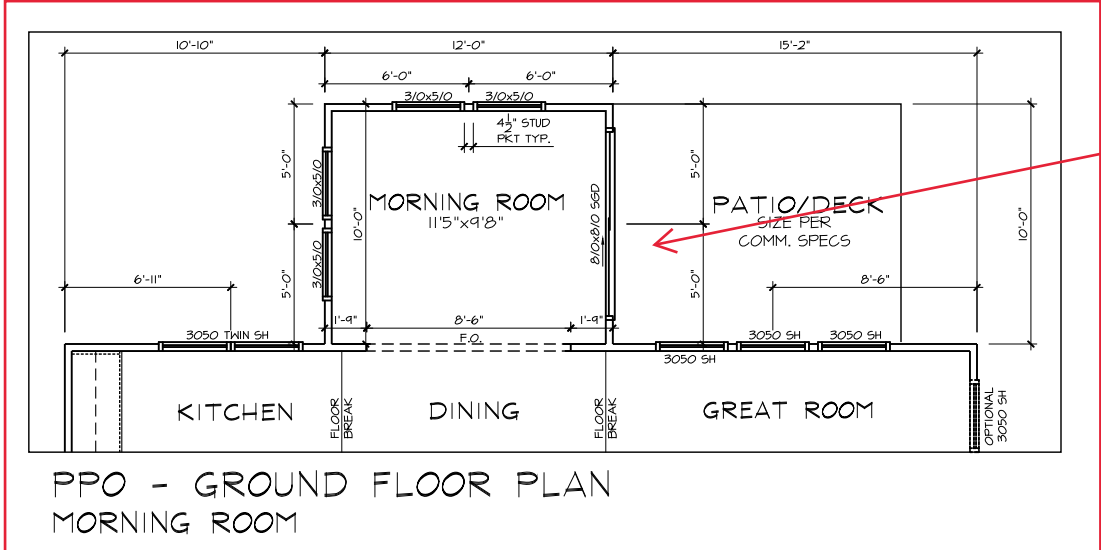 10'-10"
12'-0"
15'-2"
6'-0"
6'-0"
3/0x5/0
3/0x5/0
4 1/2" STUD
PKT TYP.
5'-0"
3/0x5/0
5'-0"
3/0x5/0
10'-0"
MORNING ROOM
11'5"x9'8"
8/0x8/0 SGD
5'-0"
5'-0"
PATIO/DECK
SIZE PER
COMM. SPECS
10'-0"
6'-11"
8'-6"
1'-9"
8'-6"
1'-9"
F.O.
3050 TWIN SH
3050 SH
3050 SH
3050 SH
KITCHEN
FLOOR
BREAK
DINING
FLOOR
BREAK
GREAT ROOM
OPTIONAL
3050 SH
PPO - GROUND FLOOR PLAN
MORNING ROOM